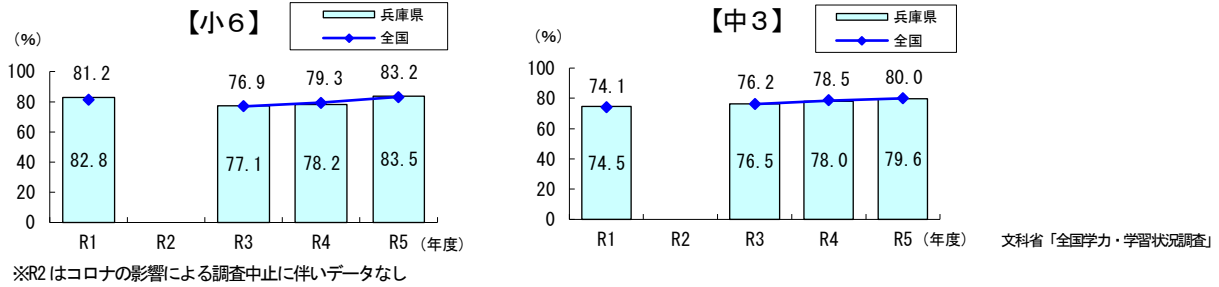 【小６】
兵庫県
全国
(%)
100
80
60
40
20
0
81.2
76.9
79.3
83.2
82.8
77.1
78.2
83.5
R1
R2
R3
R4
R5
(年度)
※R2はコロナの影響による調査中止に伴いデータなし
【中３】
兵庫県
全国
(%)
100
80
60
40
20
0
74.1
76.2
78.5
80.0
74.5
76.5
78.0
79.6
R1
R2
R3
R4
R5
(年度)
文科省「全国学力・学習状況調査」